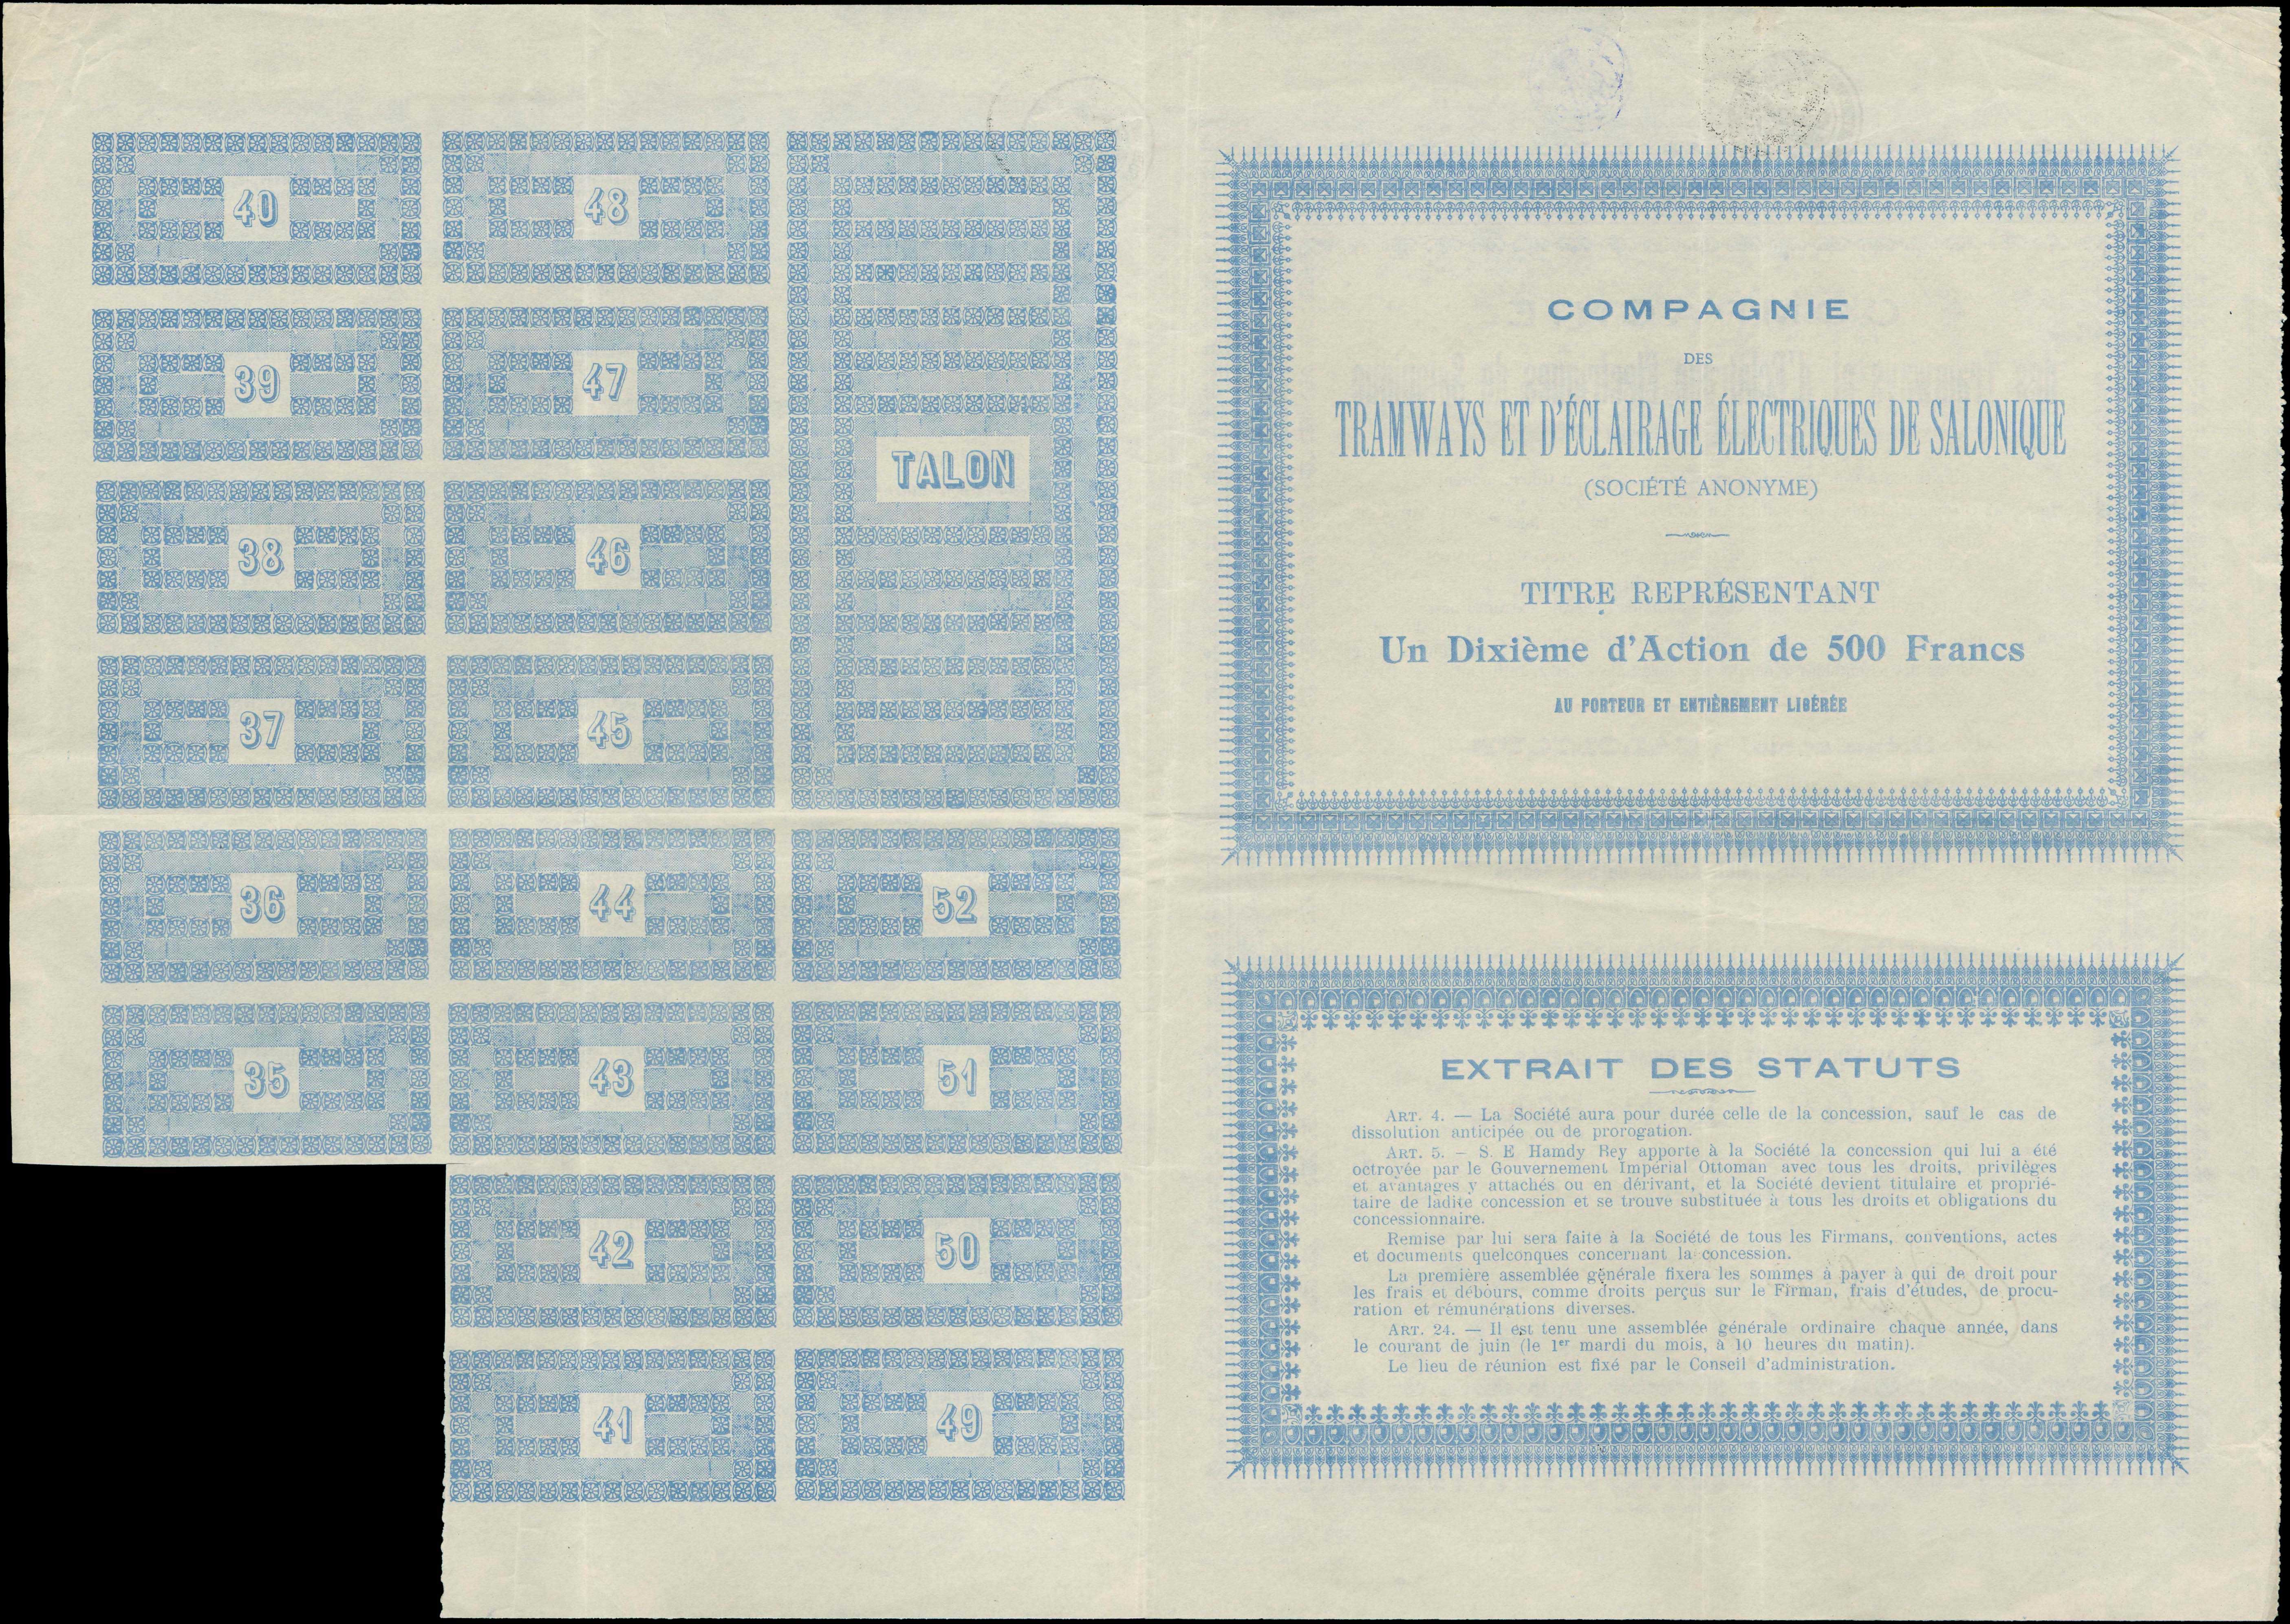 40
48
39
47
TALON
38
46
37
45
36
44
52
35
43
51
42
50
41
49
COMPAGNIE
DES
TRAMWAYS ET D'ÉCLAIRAGE ÉLECTRIQUES DE SALONIQUE
(SOCIÉTÉ ANONYME)
TITRE REPRÉSENTANT
Un Dixième d'Action de 500 Francs
AU PORTEUR ET ENTIÈREMENT LIBÉRÉE
EXTRAIT DES STATUTS
ART. 4. — La Société aura pour durée celle de la concession, sauf le cas de
dissolution anticipée ou de prorogation.
ART. 5. — S. E Hamdy Bey apporte à la Société la concession qui lui a été
octroyée par le Gouvernement Impérial Ottoman avec tous les droits, privilèges
et avantages y attachés ou en dérivant, et la Société devient titulaire et proprié-
taire de ladite concession et se trouve substituée à tous les droits et obligations du
concessionnaire.
Remise par lui sera faite à la Société de tous les Firmans, conventions, actes
et documents quelconques concernant la concession.
La première assemblée générale fixera les sommes à payer à qui de droit pour
les frais et débours, comme droits perçus sur le Firman, frais d'études, de procu-
ration et rémunérations diverses.
ART. 24. — Il est tenu une assemblée générale ordinaire chaque année, dans
le courant de juin (le 1er mardi du mois, à 10 heures du matin).
Le lieu de réunion est fixé par le Conseil d'administration.